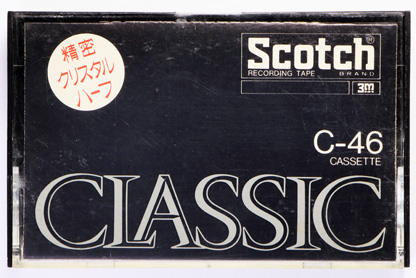 精密
クリスタル
ハーフ
Scotch®
RECORDING TAPE BRAND
3M
C-46
CASSETTE
CLASSIC